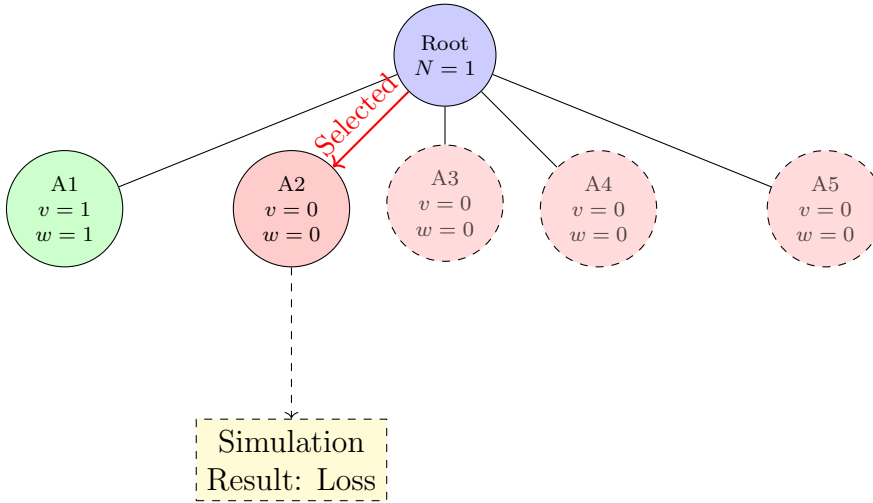 Root
N = 1
Selected
A1
v = 1
w = 1
A2
v = 0
w = 0
A3
v = 0
w = 0
A4
v = 0
w = 0
A5
v = 0
w = 0
Simulation
Result: Loss